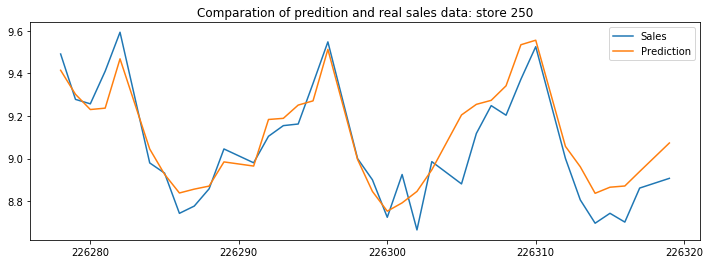 Comparation of predition and real sales data: store 250
Sales
Prediction
9.6
9.4
9.2
9.0
8.8
226280 226290 226300 226310 226320